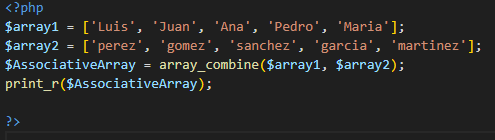 <?php
$array1 = ['Luis', 'Juan', 'Ana', 'Pedro', 'Maria'];
$array2 = ['perez', 'gomez', 'sanchez', 'garcia', 'martinez'];
$AssociativeArray = array_combine($array1, $array2);
print_r($AssociativeArray);
?>